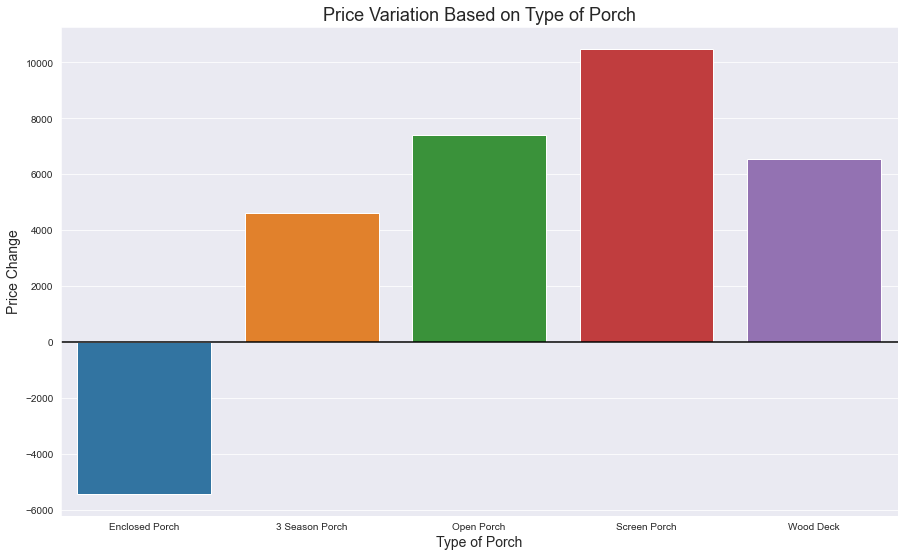 Price Variation Based on Type of Porch
Price Change
10000
8000
6000
4000
2000
0
−2000
−4000
−6000
Enclosed Porch
3 Season Porch
Open Porch
Screen Porch
Wood Deck
Type of Porch